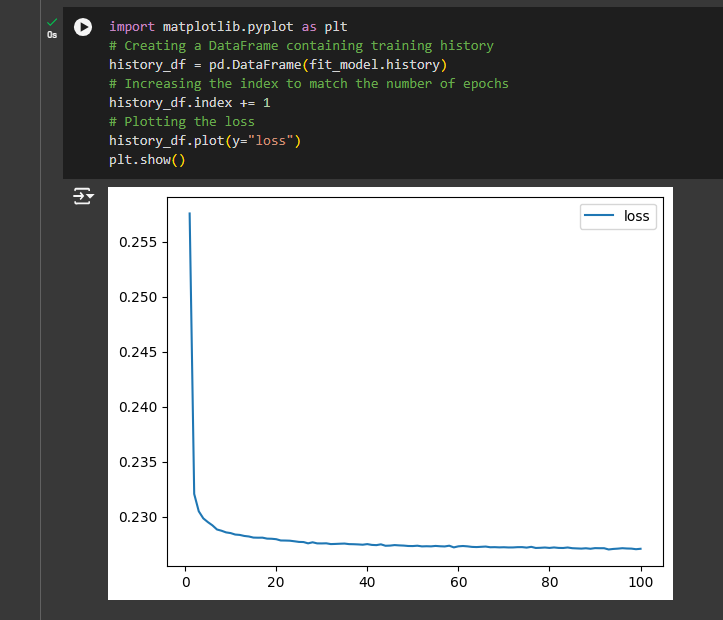 0s
import matplotlib.pyplot as plt
# Creating a DataFrame containing training history
history_df = pd.DataFrame(fit_model.history)
# Increasing the index to match the number of epochs
history_df.index += 1
# Plotting the loss
history_df.plot(y="loss")
plt.show()
loss
0.255
0.250
0.245
0.240
0.235
0.230
0 20 40 60 80 100